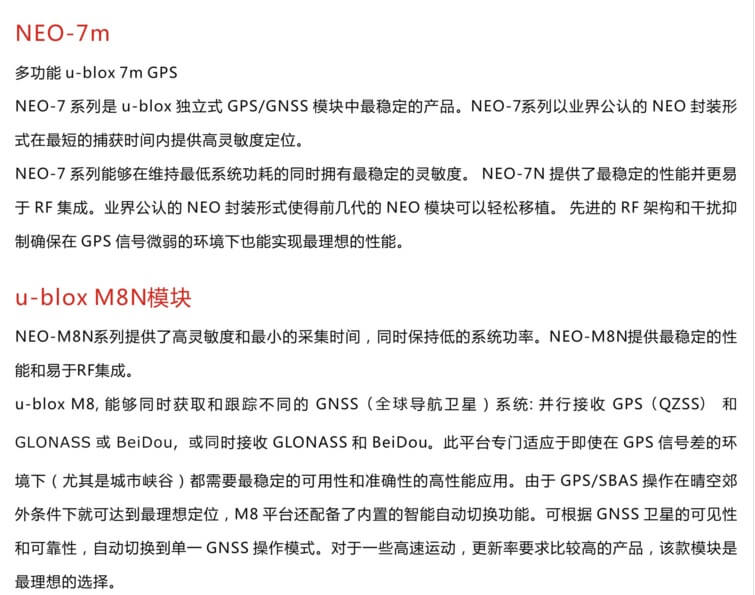 NEO-7m
多功能 u-blox 7m GPS
NEO-7 系列是 u-blox 独立式 GPS/GNSS 模块中最稳定的产品。NEO-7系列以业界公认的 NEO 封装形
式在最短的捕获时间内提供高灵敏度定位。
NEO-7 系列能够在维持最低系统功耗的同时拥有最稳定的灵敏度。 NEO-7N 提供了最稳定的性能并更易
于 RF 集成。业界公认的 NEO 封装形式使得前几代的 NEO 模块可以轻松移植。 先进的 RF 架构和干扰抑
制确保在 GPS 信号微弱的环境下也能实现最理想的性能。
u-blox M8N模块
NEO-M8N系列提供了高灵敏度和最小的采集时间，同时保持低的系统功率。NEO-M8N提供最稳定的性
能和易于RF集成。
u-blox M8, 能够同时获取和跟踪不同的 GNSS（全球导航卫星）系统: 并行接收 GPS（QZSS） 和
GLONASS 或 BeiDou，或同时接收 GLONASS 和 BeiDou。此平台专门适应于即使在 GPS 信号差的环
境下（尤其是城市峡谷）都需要最稳定的可用性和准确性的高性能应用。由于 GPS/SBAS 操作在晴空郊
外条件下就可达到最理想定位，M8 平台还配备了内置的智能自动切换功能。可根据 GNSS 卫星的可见性
和可靠性，自动切换到单一 GNSS 操作模式。对于一些高速运动，更新率要求比较高的产品，该款模块是
最理想的选择。